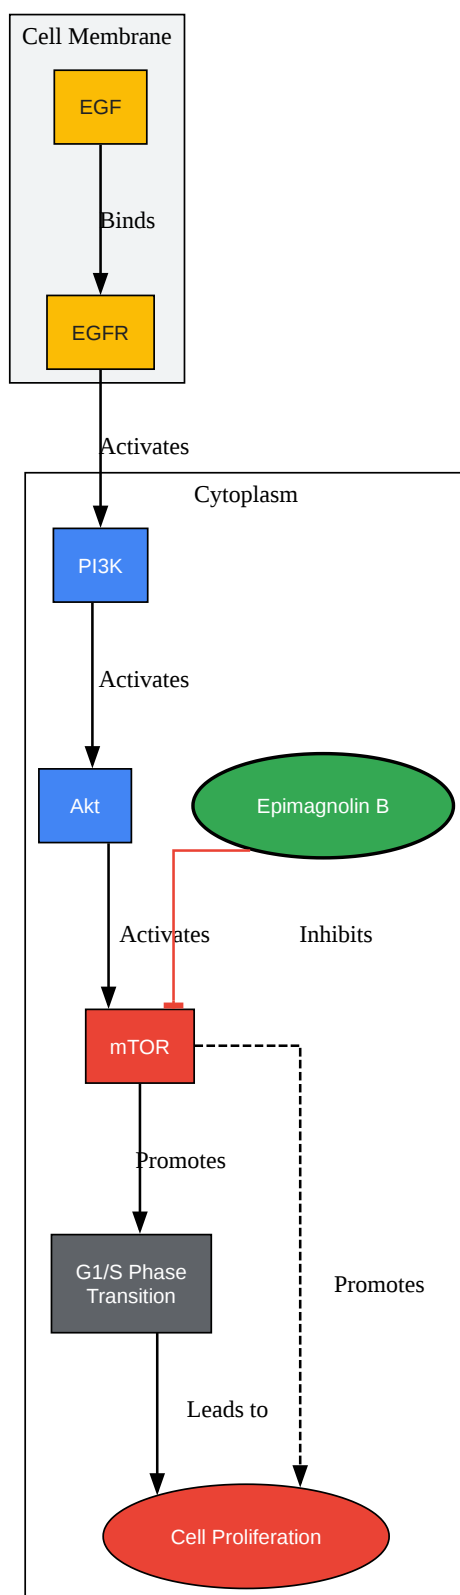 Cell Membrane
EGF
Binds
EGFR
Activates
Cytoplasm
PI3K
Activates
Akt
Epimagnolin B
Activates
Inhibits
mTOR
Promotes
G1/S Phase
Transition
Promotes
Leads to
Cell Proliferation